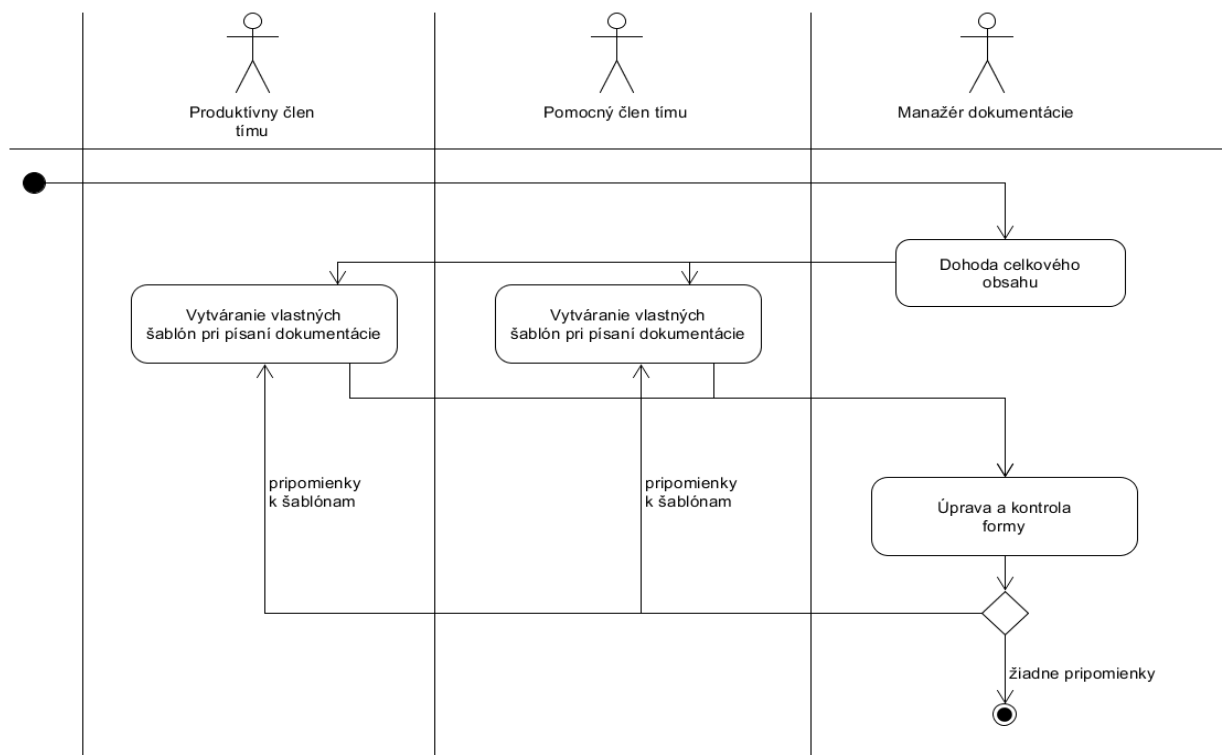 Produktívny člen
tímu
Pomocný člen tímu
Manažér dokumentácie
Dohoda celkového
obsahu
Vytváranie vlastných
šablón pri písaní dokumentácie
Vytváranie vlastných
šablón pri písaní dokumentácie
pripomienky
k šablónam
pripomienky
k šablónam
Úprava a kontrola
formy
žiadne pripomienky